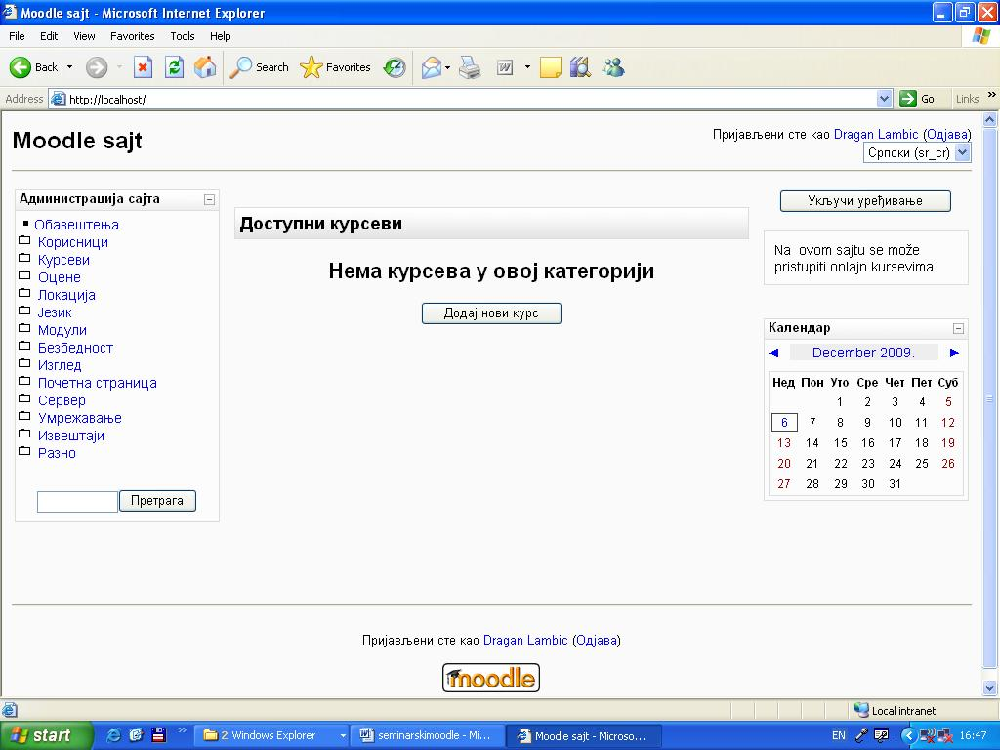 Moodle sajt - Microsoft Internet Explorer
File Edit View Favorites Tools Help
Back Search Favorites
Address http://localhost/ Go Links »
Moodle sajt
Пријављени сте као Dragan Lambic (Одјава)
Српски (sr_cr)
Администрација сајта
Обавештења
Корисници
Курсеви
Оцене
Локација
Језик
Модули
Безбедност
Изглед
Почетна страница
Сервер
Умрежавање
Извештаји
Разно
Претрага
Доступни курсеви
Нема курсева у овој категорији
Додај нови курс
Укључи уређивање
Na ovom sajtu se može
pristupiti onlajn kursevima.
Календар
December 2009.
Нед Пон Уто Сре Чет Пет Суб
1 2 3 4 5
6 7 8 9 10 11 12
13 14 15 16 17 18 19
20 21 22 23 24 25 26
27 28 29 30 31
Пријављени сте као Dragan Lambic (Одјава)
moodle
Local intranet
start » 2 Windows Explorer seminarskimoodle - Mi... Moodle sajt - Microso... EN 16:47